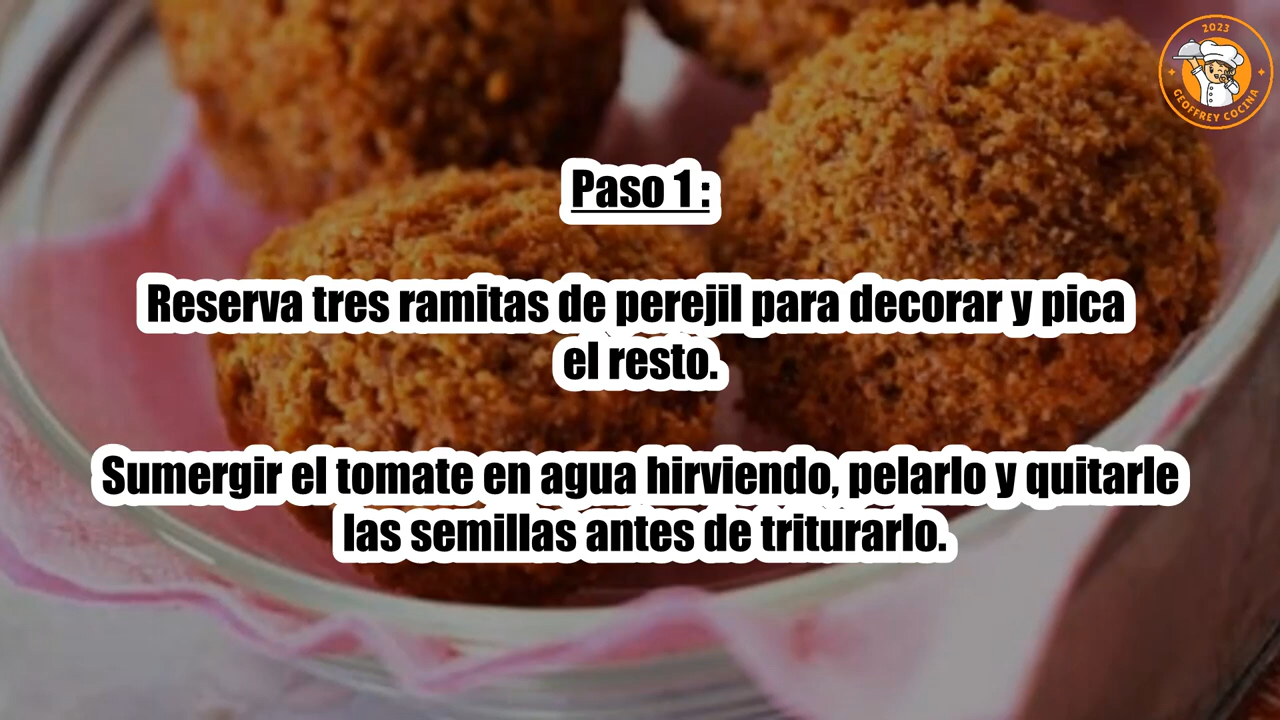 2023
GEOFFREY COCINA
Paso 1 :
Reserva tres ramitas de perejil para decorar y pica
el resto.
Sumergir el tomate en agua hirviendo, pelarlo y quitarle
las semillas antes de triturarlo.